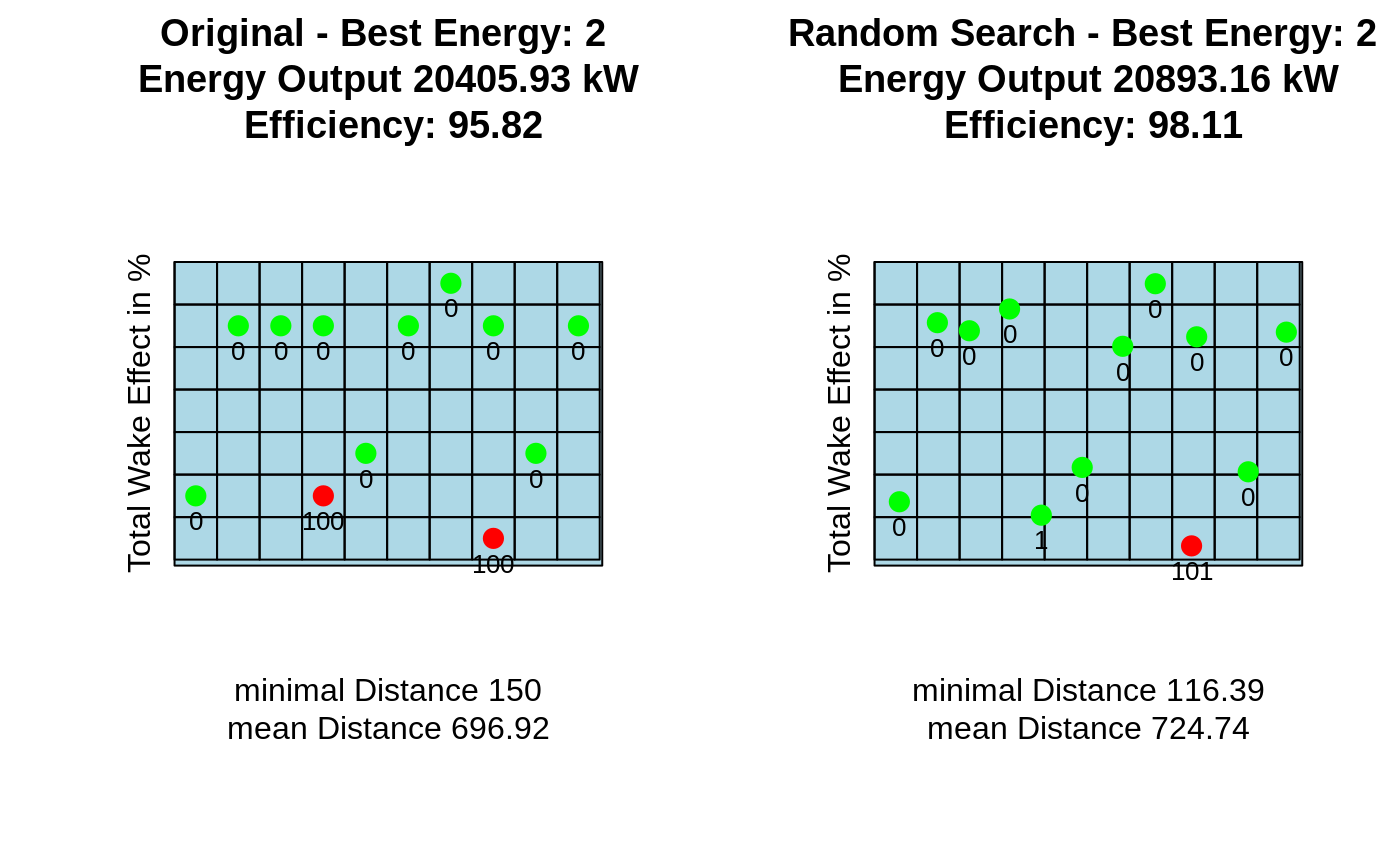 Original - Best Energy: 2
Energy Output 20405.93 kW
Efficiency: 95.82
Total Wake Effect in %
0
0 0 0 0 0 0
0 0
0 100
100
minimal Distance 150
mean Distance 696.92
Random Search - Best Energy: 2
Energy Output 20893.16 kW
Efficiency: 98.11
Total Wake Effect in %
0
0
0 0 0 0
0
0 0
0
1
101
minimal Distance 116.39
mean Distance 724.74